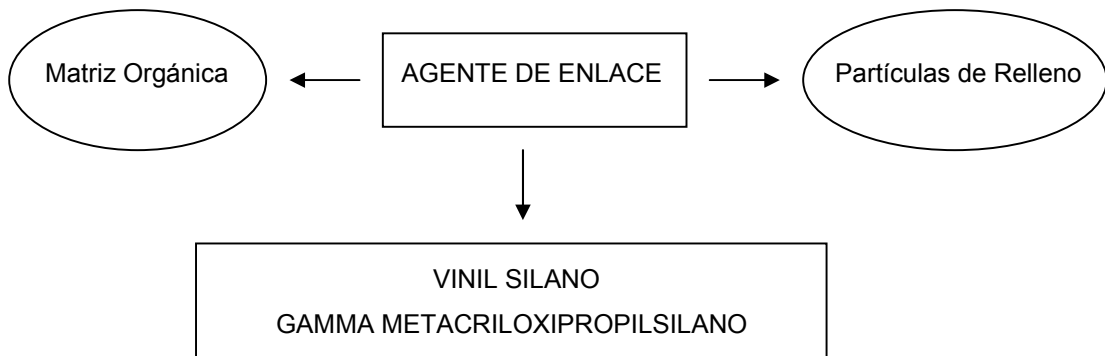 Matriz Orgánica
AGENTE DE ENLACE
Partículas de Relleno
VINIL SILANO
GAMMA METACRILOXIPROPILSILANO